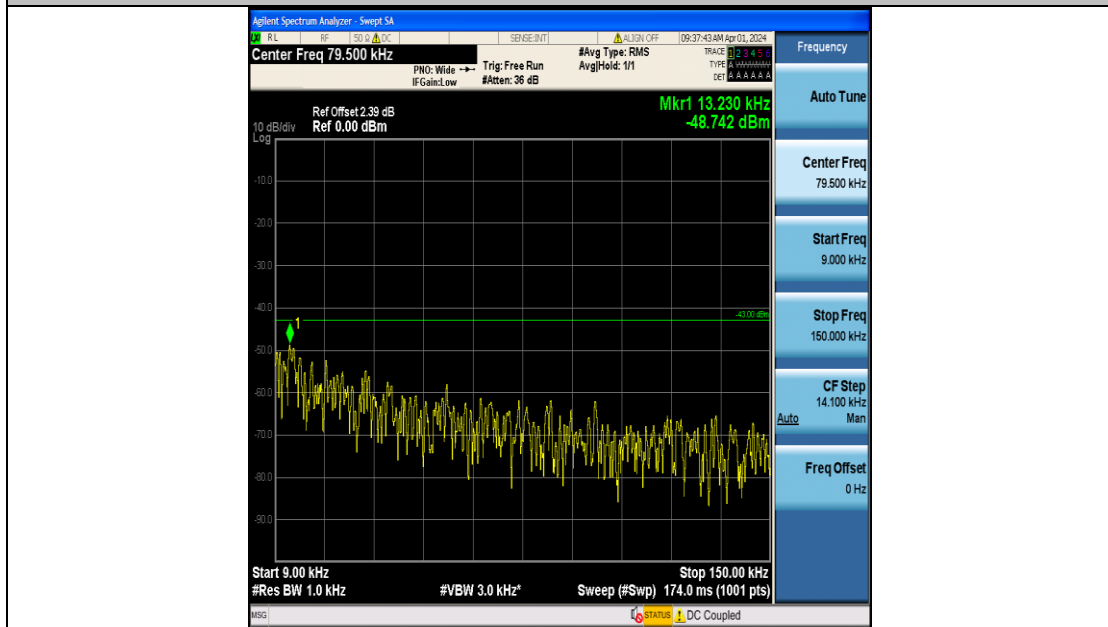 Agilent Spectrum Analyzer - Swept SA
LXI RL RF 50 Ω DC SENSE:INT ALIGN OFF 09:37:43 AM Apr 01, 2024
Center Freq 79.500 kHz
PNO: Wide
IFGain:Low
Trig: Free Run
#Atten: 36 dB
#Avg Type: RMS
Avg|Hold: 1/1
TRACE 1 2 3 4 5 6
TYPE A WWWWW
DET A A A A A A
Mkr1 13.230 kHz
-48.742 dBm
Ref Offset 2.39 dB
10 dB/div Ref 0.00 dBm
Log
-10.0
-20.0
-30.0
-40.0
-43.00 dBm
1
-50.0
-60.0
-70.0
-80.0
-90.0
Start 9.00 kHz Stop 150.00 kHz
#Res BW 1.0 kHz #VBW 3.0 kHz* Sweep (#Swp) 174.0 ms (1001 pts)
MSG STATUS DC Coupled
Frequency
Auto Tune
Center Freq
79.500 kHz
Start Freq
9.000 kHz
Stop Freq
150.000 kHz
CF Step
14.100 kHz
Auto Man
Freq Offset
0 Hz